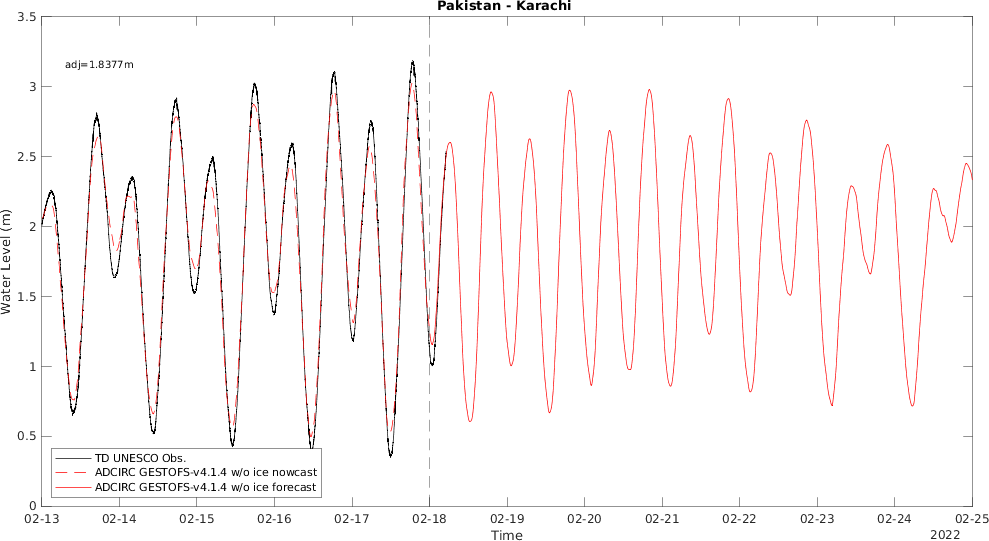 Pakistan - Karachi
3.5
adj=1.8377m
3
2.5
2
1.5
1
0.5
0
Water Level (m)
TD UNESCO Obs.
ADCIRC GESTOFS-v4.1.4 w/o ice nowcast
ADCIRC GESTOFS-v4.1.4 w/o ice forecast
02-13 02-14 02-15 02-16 02-17 02-18 02-19 02-20 02-21 02-22 02-23 02-24 02-25
Time
2022